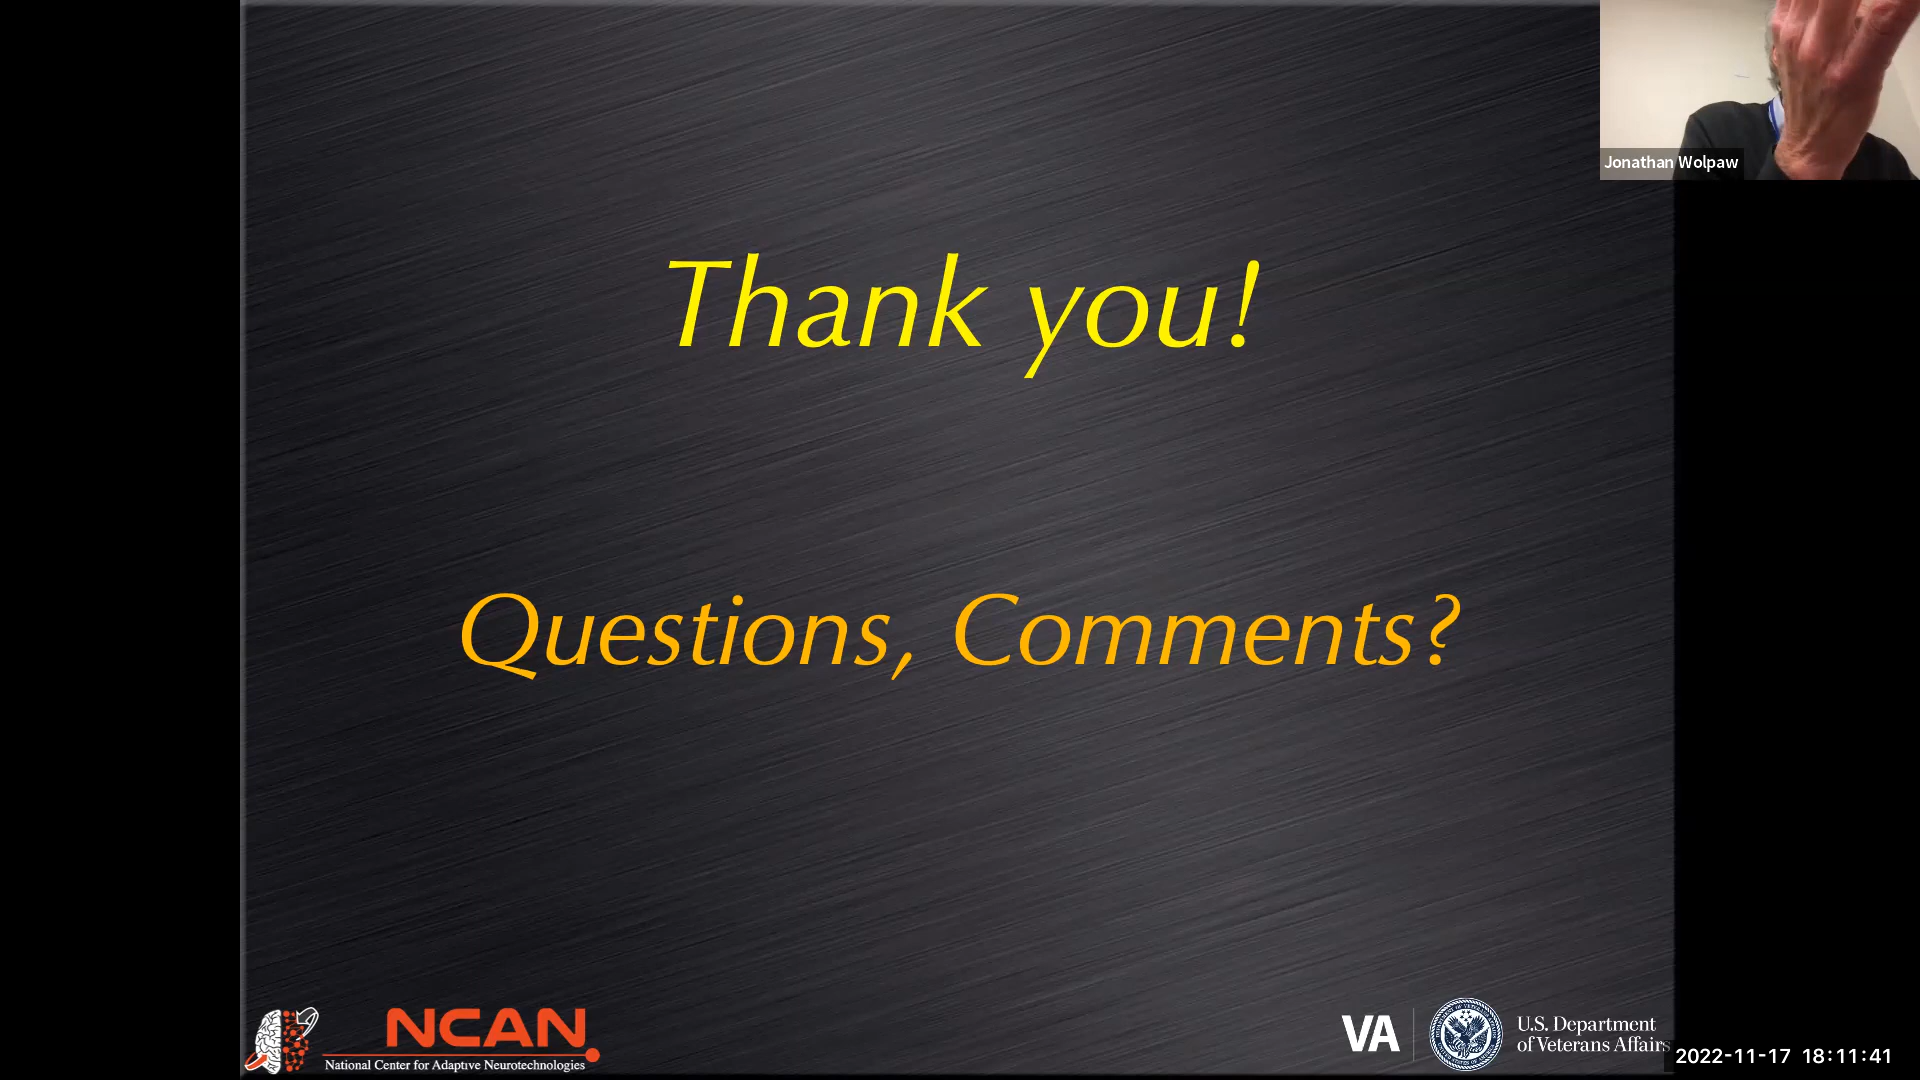 Jonathan Wolpaw
Thank you!
Questions, Comments?
NCAN
National Center for Adaptive Neurotechnologies
VA
U.S. Department
of Veterans Affairs
2022-11-17 18:11:41